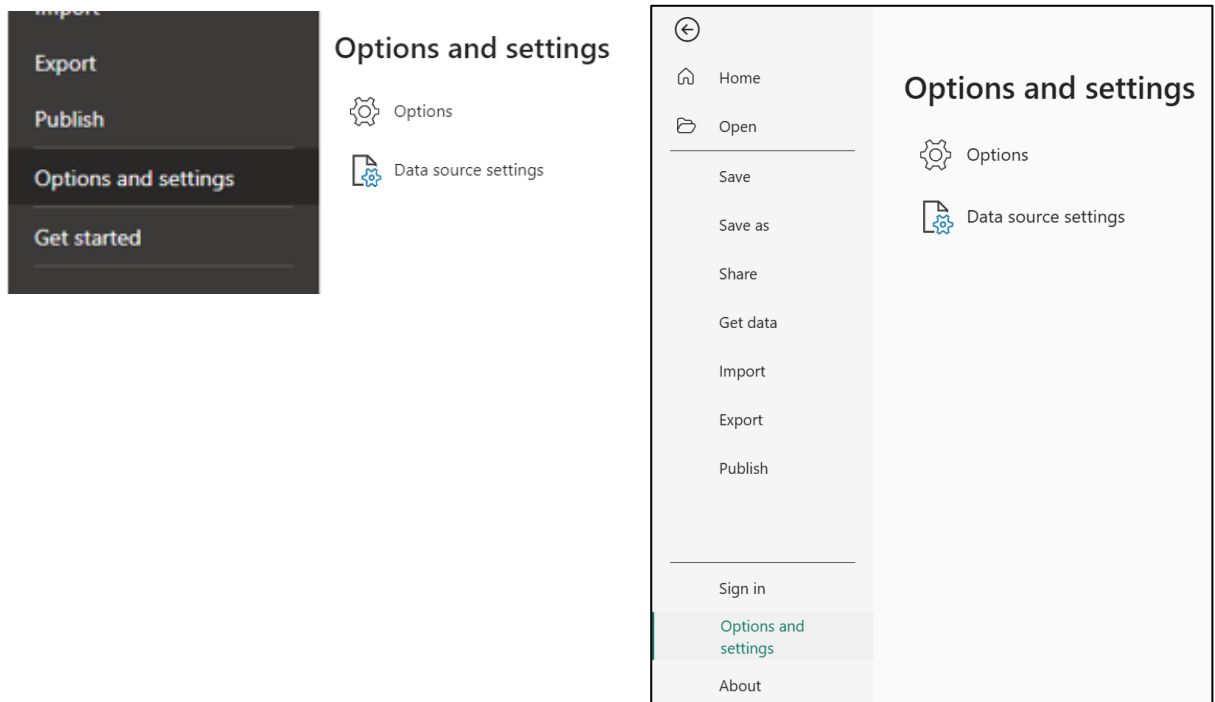 Import
Export
Publish
Options and settings
Get started
Options and settings
Options
Data source settings
Home
Open
Save
Save as
Share
Get data
Import
Export
Publish
Sign in
Options and
settings
About
Options and settings
Options
Data source settings